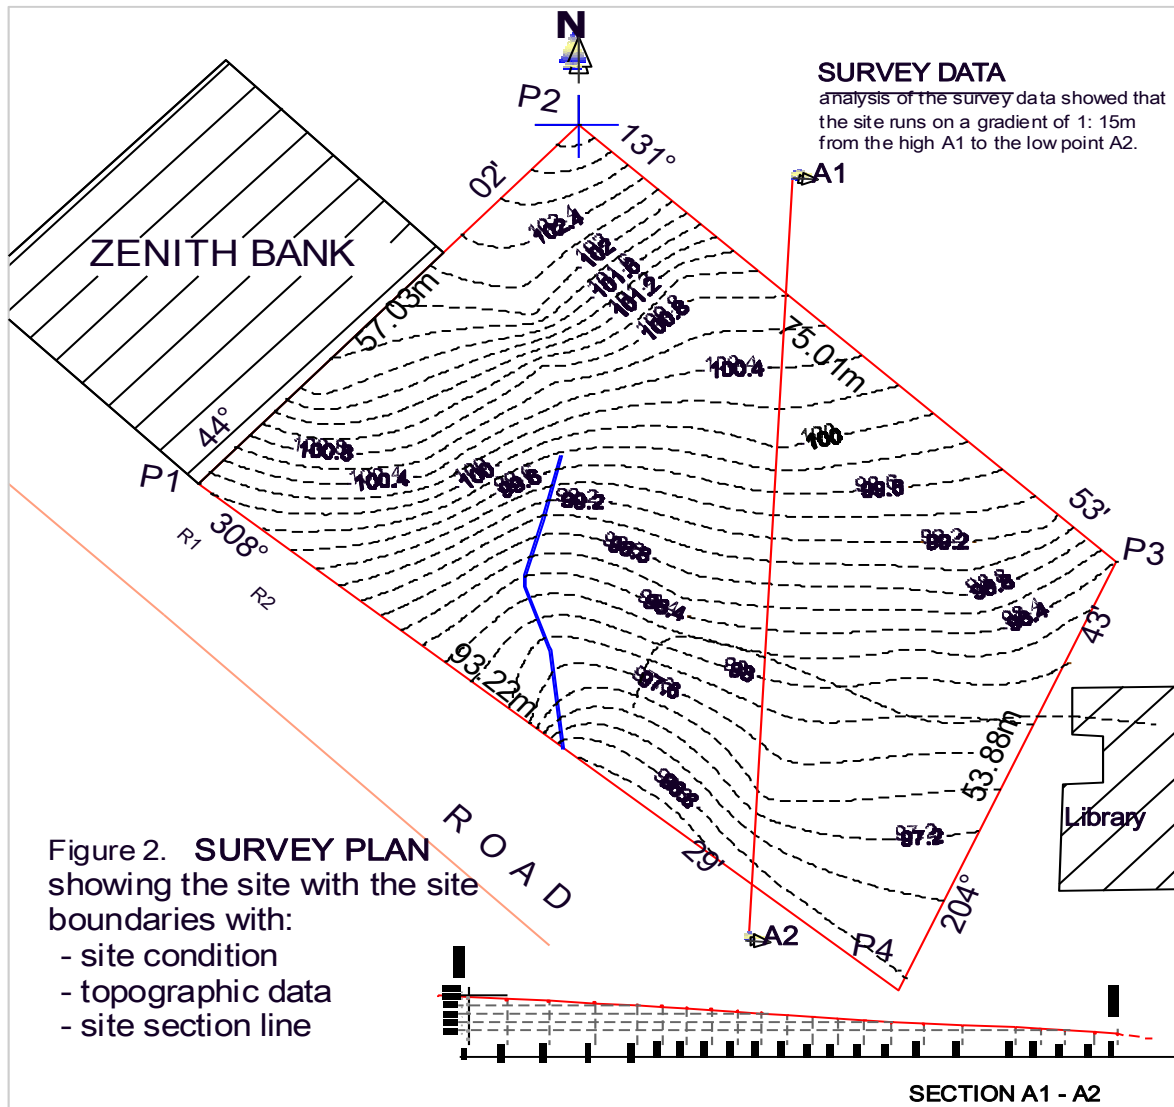 N
SURVEY DATA
analysis of the survey data showed that
the site runs on a gradient of 1: 15m
from the high A1 to the low point A2.
P2
131°
A1
02'
ZENITH BANK
102.4
102
101.6
101.2
100.8
57.03m
75.01m
100.4
100
44°
100.8
100.4
100
99.6
99.6
P1
99.2
53'
R1
308°
99.2
P3
98.8
98.8
R2
98.4
98.4
43'
93.22m
98
97.6
53.88m
Library
97.2
ROAD
29'
204°
Figure 2. SURVEY PLAN
showing the site with the site
boundaries with:
- site condition
- topographic data
- site section line
A2
P4
SECTION A1 - A2